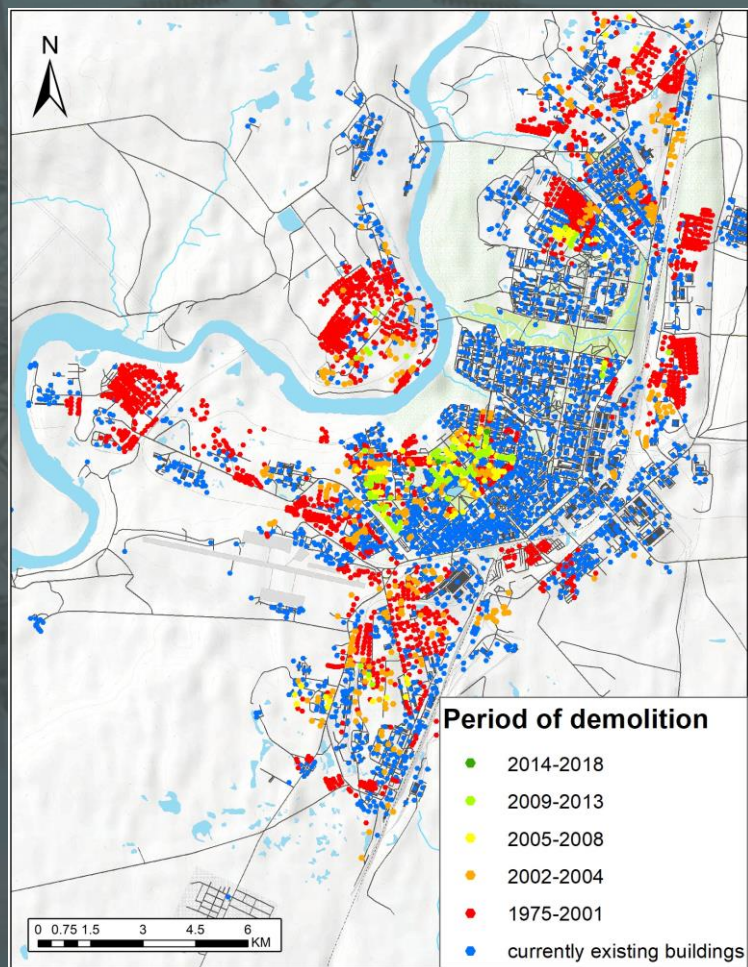 N
Period of demolition
2014-2018
2009-2013
2005-2008
2002-2004
1975-2001
currently existing buildings
0 0.75 1.5 3 4.5 6
KM